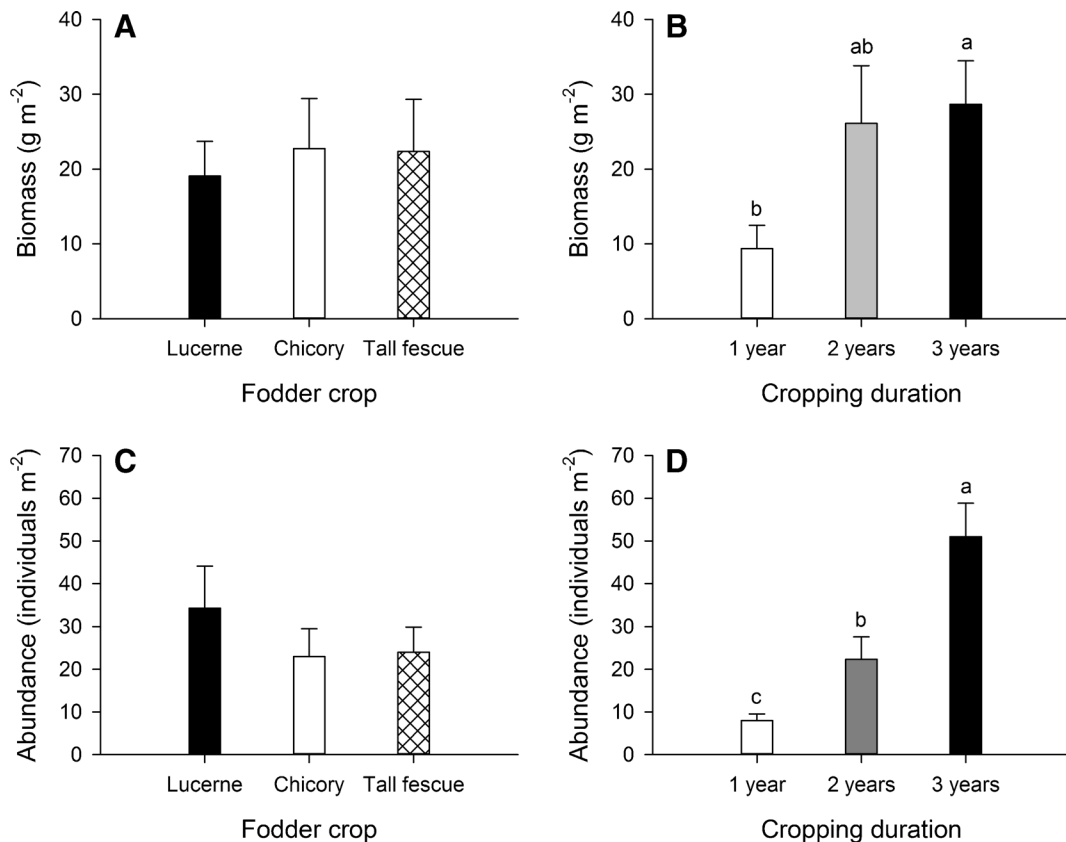 A
Biomass (g m⁻²)
40
30
20
10
0
Lucerne Chicory Tall fescue
Fodder crop
B
Biomass (g m⁻²)
40
30
20
10
0
b
ab
a
1 year 2 years 3 years
Cropping duration
C
Abundance (individuals m⁻²)
70
60
50
40
30
20
10
0
Lucerne Chicory Tall fescue
Fodder crop
D
Abundance (individuals m⁻²)
70
60
50
40
30
20
10
0
c
b
a
1 year 2 years 3 years
Cropping duration